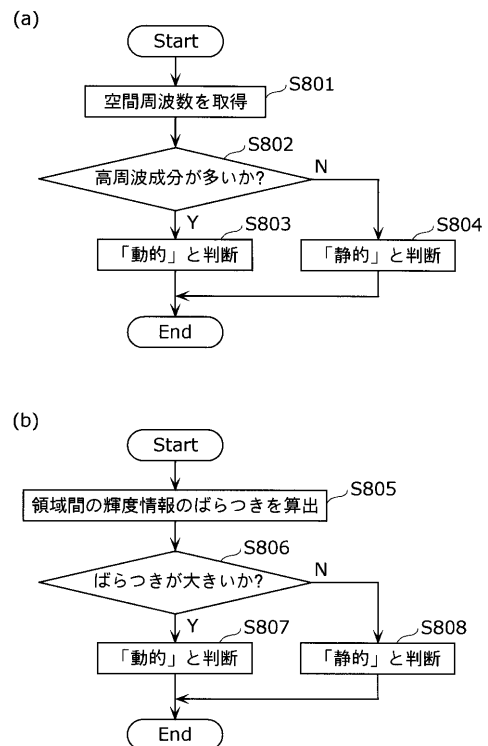 (a)
Start
空間周波数を取得
S801
高周波成分が多いか?
S802
N
Y
「動的」と判断
S803
「静的」と判断
S804
End
(b)
Start
領域間の輝度情報のばらつきを算出
S805
ばらつきが大きいか?
S806
N
Y
「動的」と判断
S807
「静的」と判断
S808
End